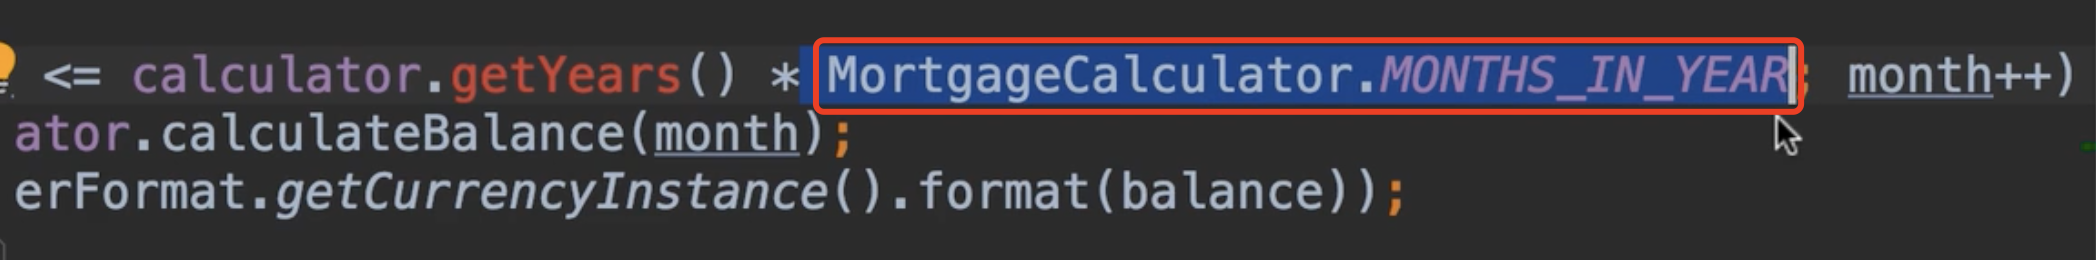 <= calculator.getYears() * MortgageCalculator.MONTHS_IN_YEAR; month++)
ator.calculateBalance(month);
erFormat.getCurrencyInstance().format(balance));